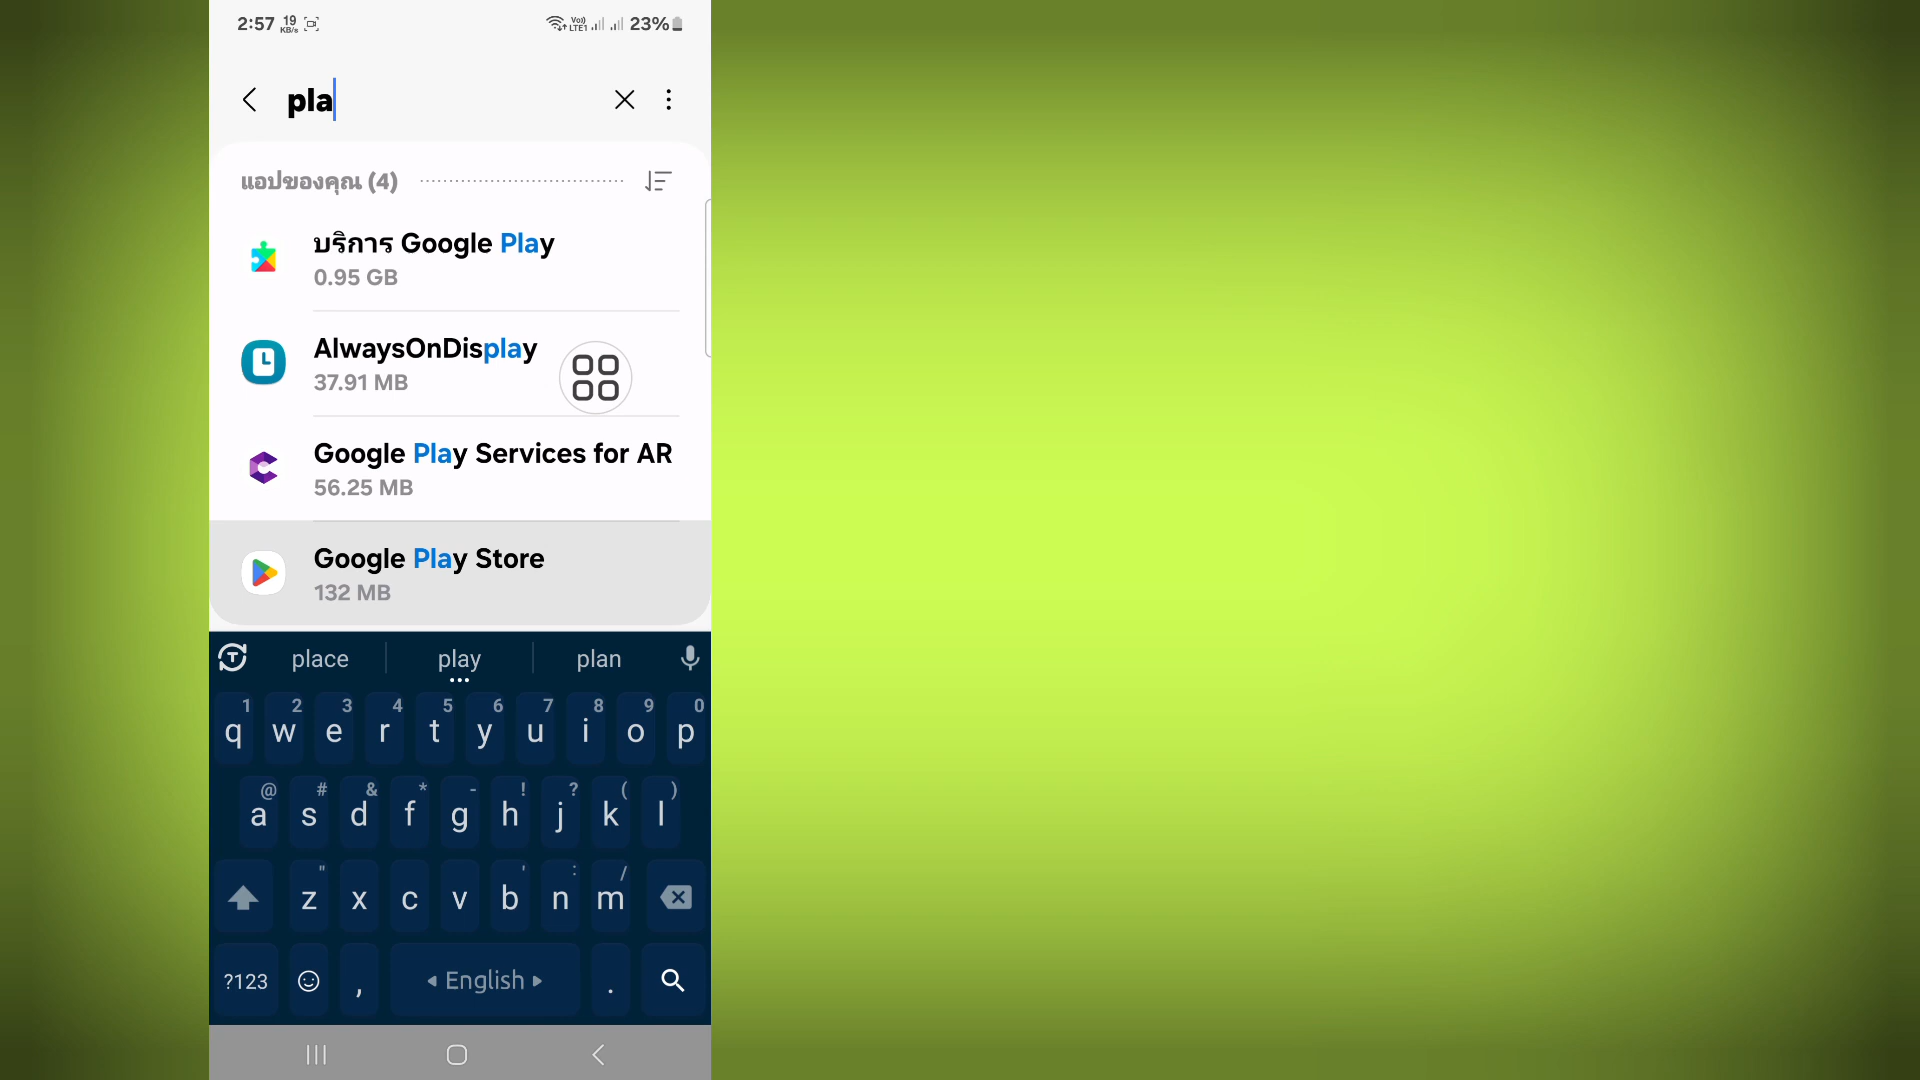 2:57 19 KB/s Vo)) LTE1 23%
pla
แอปของคุณ (4)
บริการ Google Play
0.95 GB
AlwaysOnDisplay
37.91 MB
Google Play Services for AR
56.25 MB
Google Play Store
132 MB
T place play plan
1 2 3 4 5 6 7 8 9 0
q w e r t y u i o p
@ # & * - ! ? ( )
a s d f g h j k l
" ' : /
z x c v b n m
?123 , English .